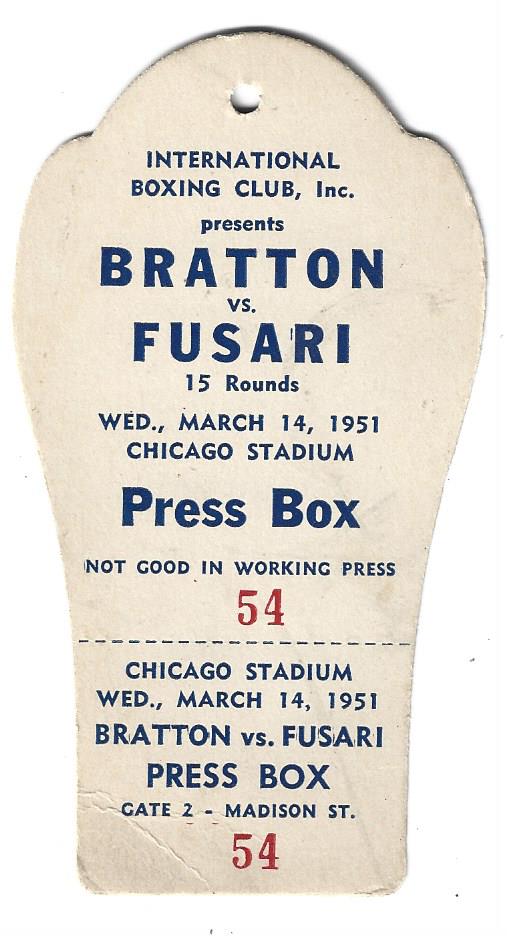 INTERNATIONAL
BOXING CLUB, Inc.
presents
BRATTON
vs.
FUSARI
15 Rounds
WED., MARCH 14, 1951
CHICAGO STADIUM
Press Box
NOT GOOD IN WORKING PRESS
54
CHICAGO STADIUM
WED., MARCH 14, 1951
BRATTON vs. FUSARI
PRESS BOX
GATE 2 - MADISON ST.
54